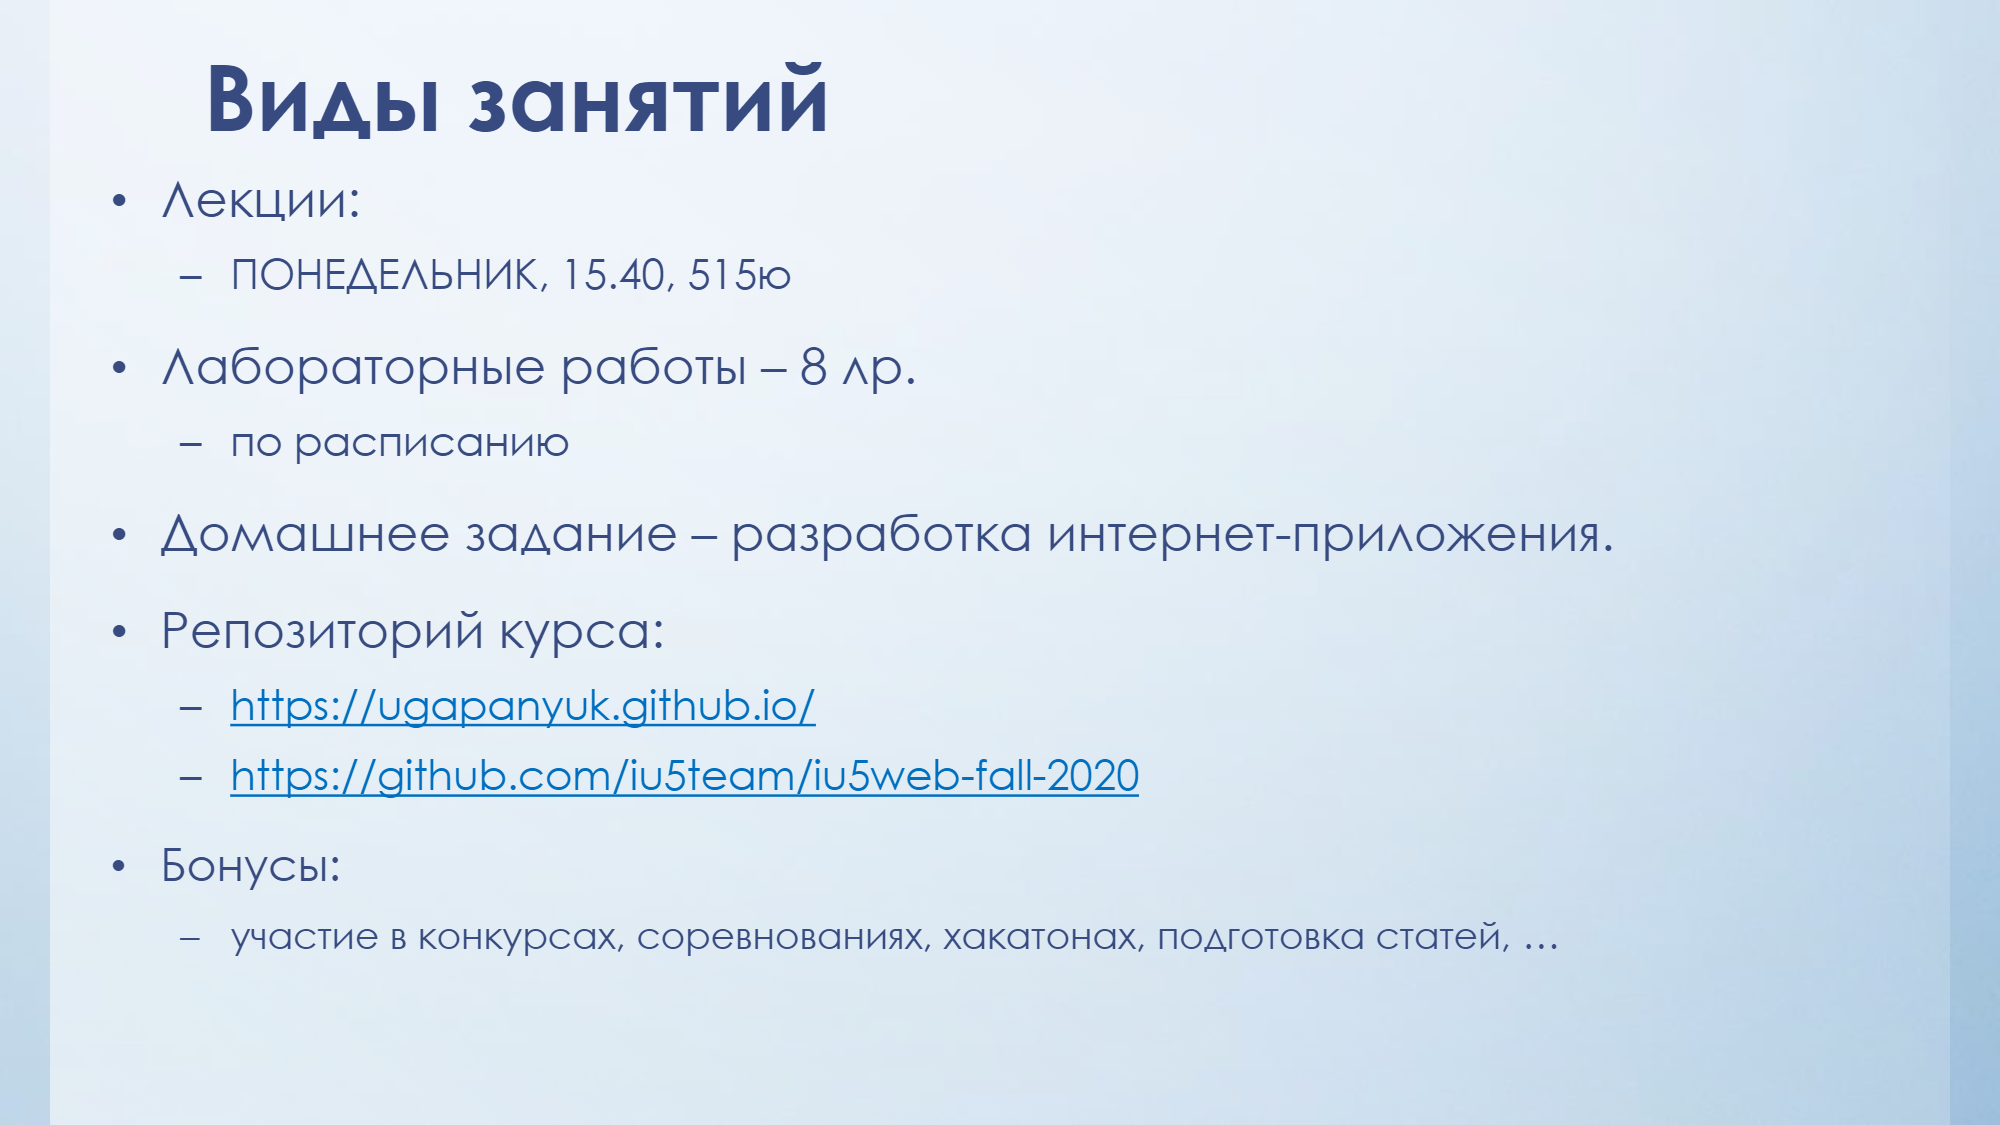 Виды занятий
• Лекции:
– ПОНЕДЕЛЬНИК, 15.40, 515ю
• Лабораторные работы – 8 лр.
– по расписанию
• Домашнее задание – разработка интернет-приложения.
• Репозиторий курса:
– https://ugapanyuk.github.io/
– https://github.com/iu5team/iu5web-fall-2020
• Бонусы:
– участие в конкурсах, соревнованиях, хакатонах, подготовка статей, …